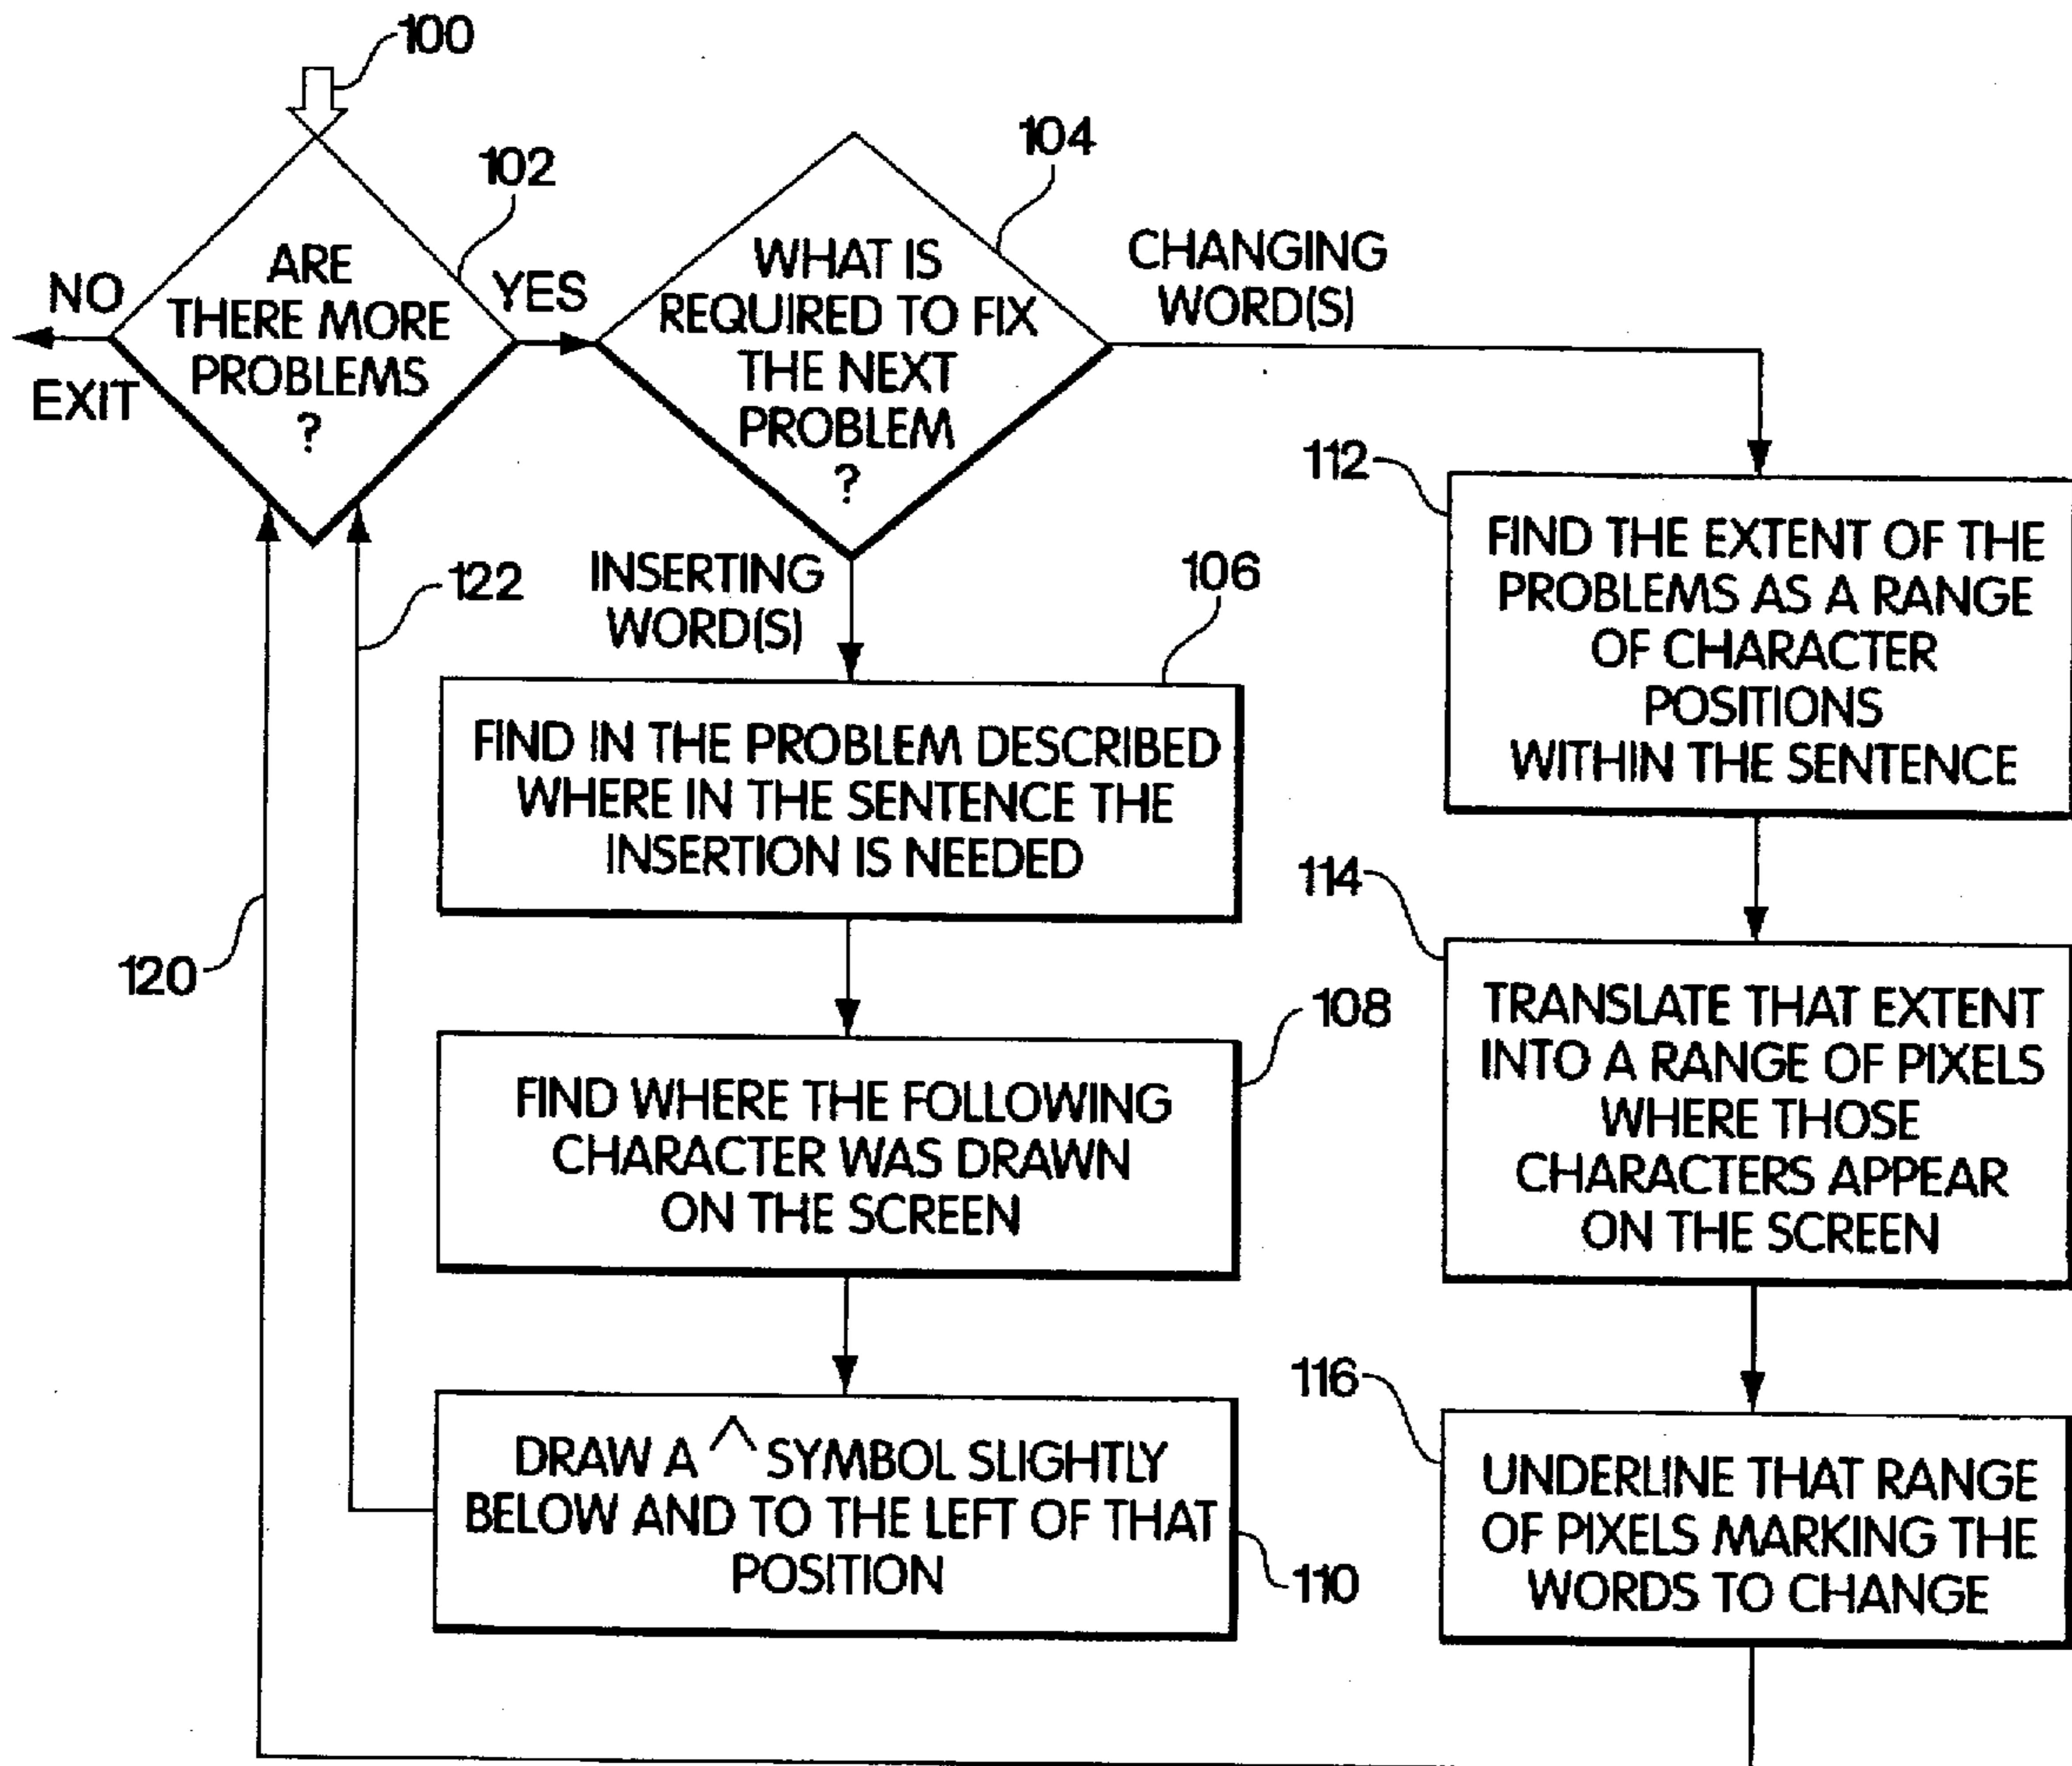 100
102
ARE
THERE MORE
PROBLEMS
?
NO
EXIT
YES
104
WHAT IS
REQUIRED TO FIX
THE NEXT
PROBLEM
?
CHANGING
WORD(S)
INSERTING
WORD(S)
106
FIND IN THE PROBLEM DESCRIBED
WHERE IN THE SENTENCE THE
INSERTION IS NEEDED
108
FIND WHERE THE FOLLOWING
CHARACTER WAS DRAWN
ON THE SCREEN
DRAW A ^ SYMBOL SLIGHTLY
BELOW AND TO THE LEFT OF THAT
POSITION
110
122
120
112
FIND THE EXTENT OF THE
PROBLEMS AS A RANGE
OF CHARACTER
POSITIONS
WITHIN THE SENTENCE
114
TRANSLATE THAT EXTENT
INTO A RANGE OF PIXELS
WHERE THOSE
CHARACTERS APPEAR
ON THE SCREEN
116
UNDERLINE THAT RANGE
OF PIXELS MARKING THE
WORDS TO CHANGE